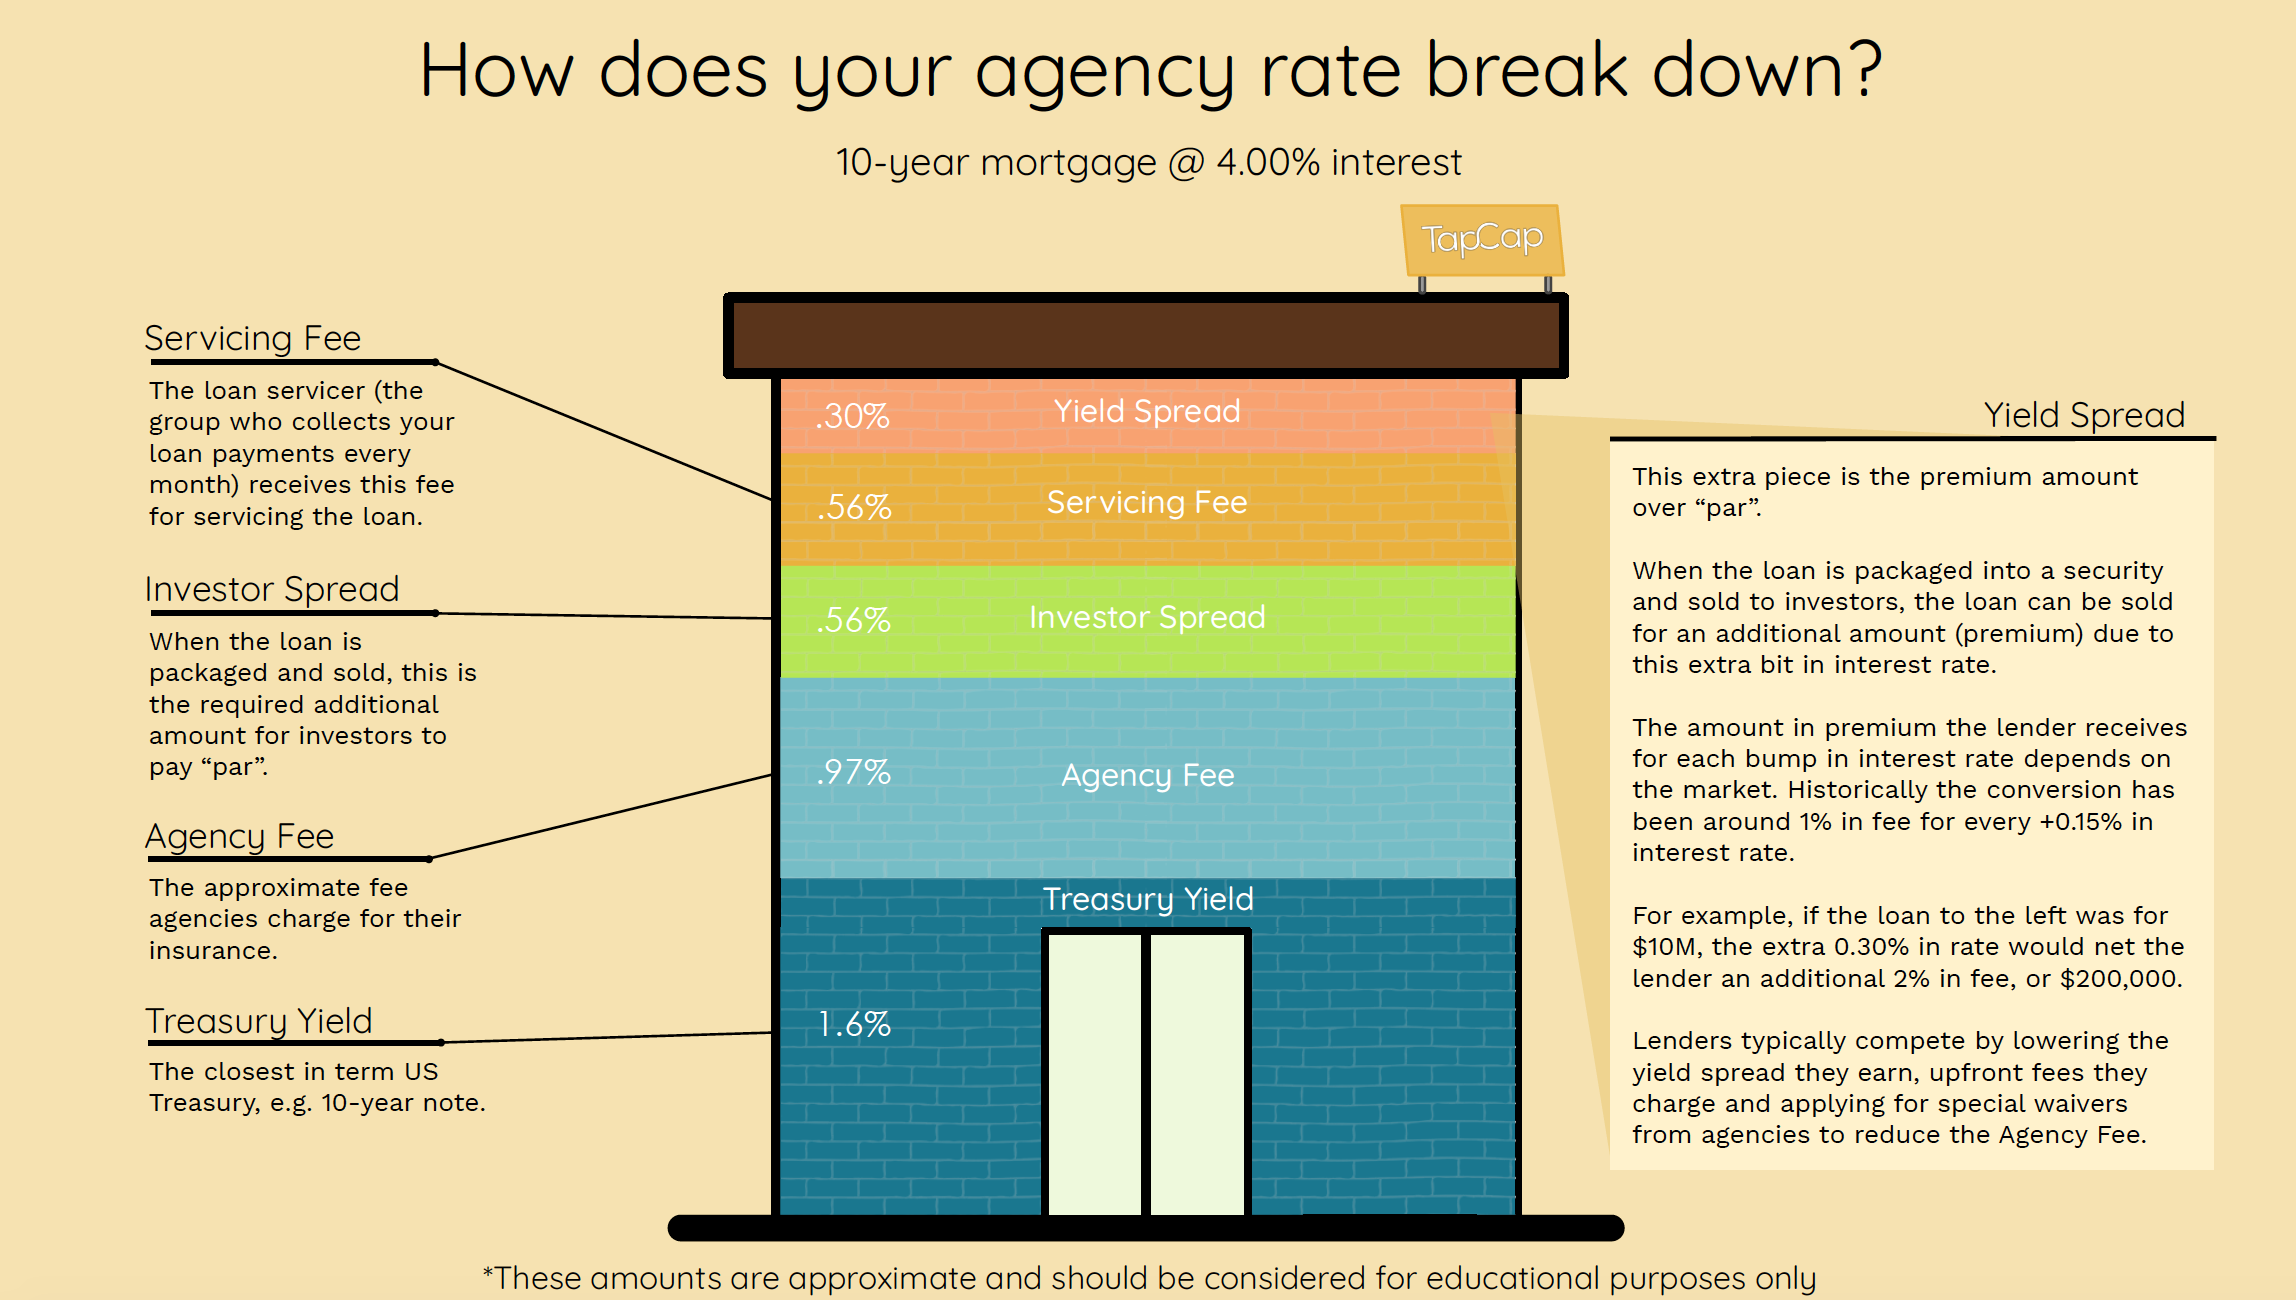 How does your agency rate break down?
10-year mortgage @ 4.00% interest
TapCap
Servicing Fee
The loan servicer (the
group who collects your
loan payments every
month) receives this fee
for servicing the loan.
Investor Spread
When the loan is
packaged and sold, this is
the required additional
amount for investors to
pay “par”.
Agency Fee
The approximate fee
agencies charge for their
insurance.
Treasury Yield
The closest in term US
Treasury, e.g. 10-year note.
.30% Yield Spread
.56% Servicing Fee
.56% Investor Spread
.97% Agency Fee
Treasury Yield
1.6%
Yield Spread
This extra piece is the premium amount
over “par”.
When the loan is packaged into a security
and sold to investors, the loan can be sold
for an additional amount (premium) due to
this extra bit in interest rate.
The amount in premium the lender receives
for each bump in interest rate depends on
the market. Historically the conversion has
been around 1% in fee for every +0.15% in
interest rate.
For example, if the loan to the left was for
$10M, the extra 0.30% in rate would net the
lender an additional 2% in fee, or $200,000.
Lenders typically compete by lowering the
yield spread they earn, upfront fees they
charge and applying for special waivers
from agencies to reduce the Agency Fee.
*These amounts are approximate and should be considered for educational purposes only